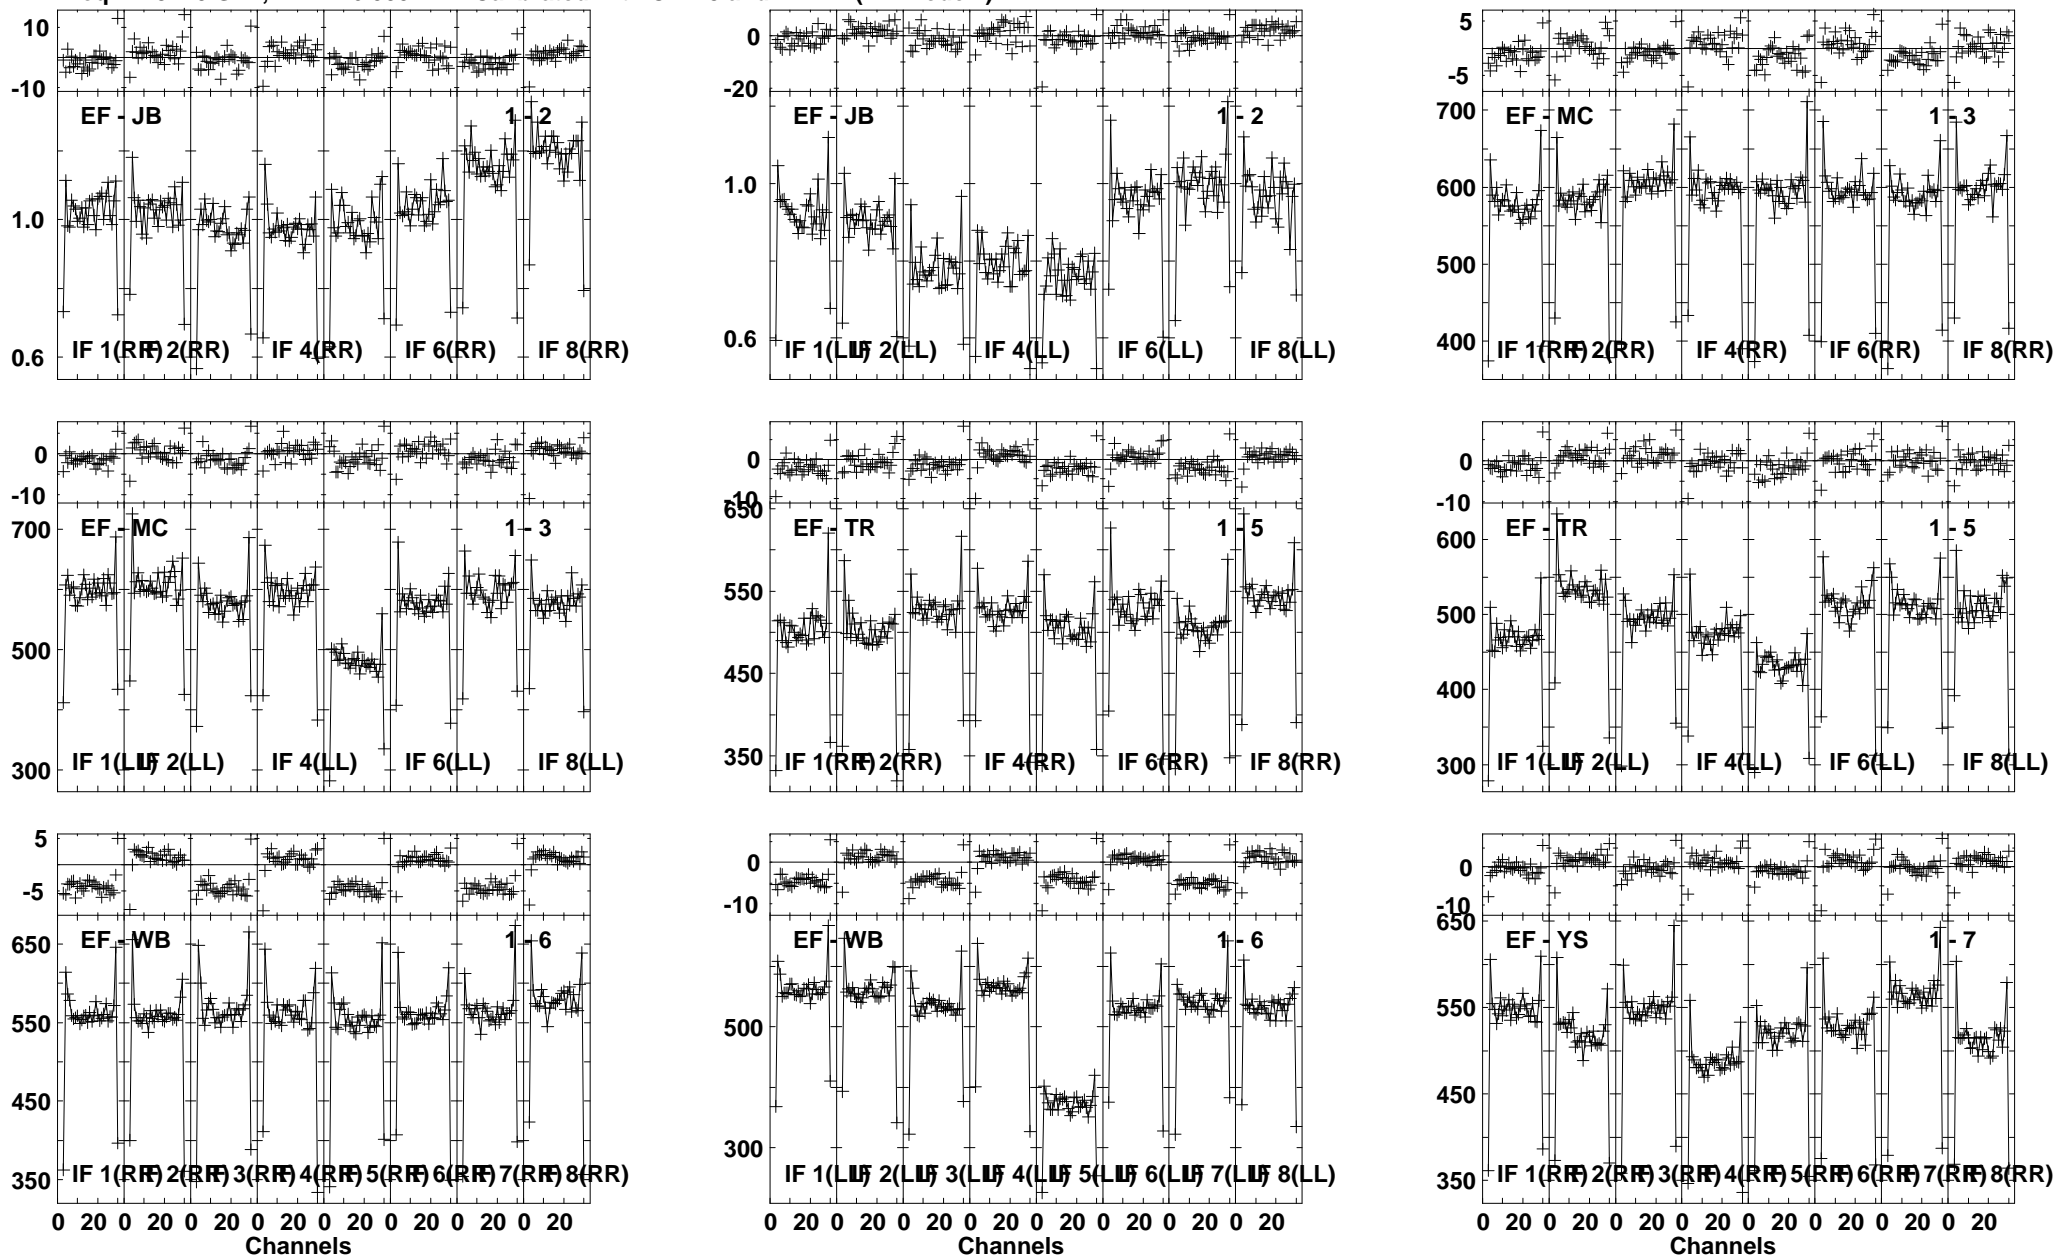 10
-10
EF - JB
1 - 2
1.0
0.6
IF 1(RR)
IF 2(RR)
IF 4(RR)
IF 6(RR)
IF 8(RR)
0
-20
EF - JB
1 - 2
1.0
0.6
IF 1(LL)
IF 2(LL)
IF 4(LL)
IF 6(LL)
IF 8(LL)
5
-5
EF - MC
1 - 3
700
600
500
400
IF 1(RR)
IF 2(RR)
IF 4(RR)
IF 6(RR)
IF 8(RR)
0
-10
EF - MC
1 - 3
700
500
300
IF 1(LL)
IF 2(LL)
IF 4(LL)
IF 6(LL)
IF 8(LL)
0
-10
EF - TR
1 - 5
650
550
450
350
IF 1(RR)
IF 2(RR)
IF 4(RR)
IF 6(RR)
IF 8(RR)
0
-10
EF - TR
1 - 5
600
500
400
300
IF 1(LL)
IF 2(LL)
IF 4(LL)
IF 6(LL)
IF 8(LL)
5
-5
EF - WB
1 - 6
650
550
450
350
IF 1(RR)
IF 2(RR)
IF 3(RR)
IF 4(RR)
IF 5(RR)
IF 6(RR)
IF 7(RR)
IF 8(RR)
0 20 0 20 0 20 0 20 0 20 0 20 0 20 0 20
Channels
0
-10
EF - WB
1 - 6
500
300
IF 1(LL)
IF 2(LL)
IF 3(LL)
IF 4(LL)
IF 5(LL)
IF 6(LL)
IF 7(LL)
IF 8(LL)
0 20 0 20 0 20 0 20 0 20 0 20 0 20 0 20
Channels
0
-10
EF - YS
1 - 7
650
550
450
350
IF 1(RR)
IF 2(RR)
IF 3(RR)
IF 4(RR)
IF 5(RR)
IF 6(RR)
IF 7(RR)
IF 8(RR)
0 20 0 20 0 20 0 20 0 20 0 20 0 20 0 20
Channels